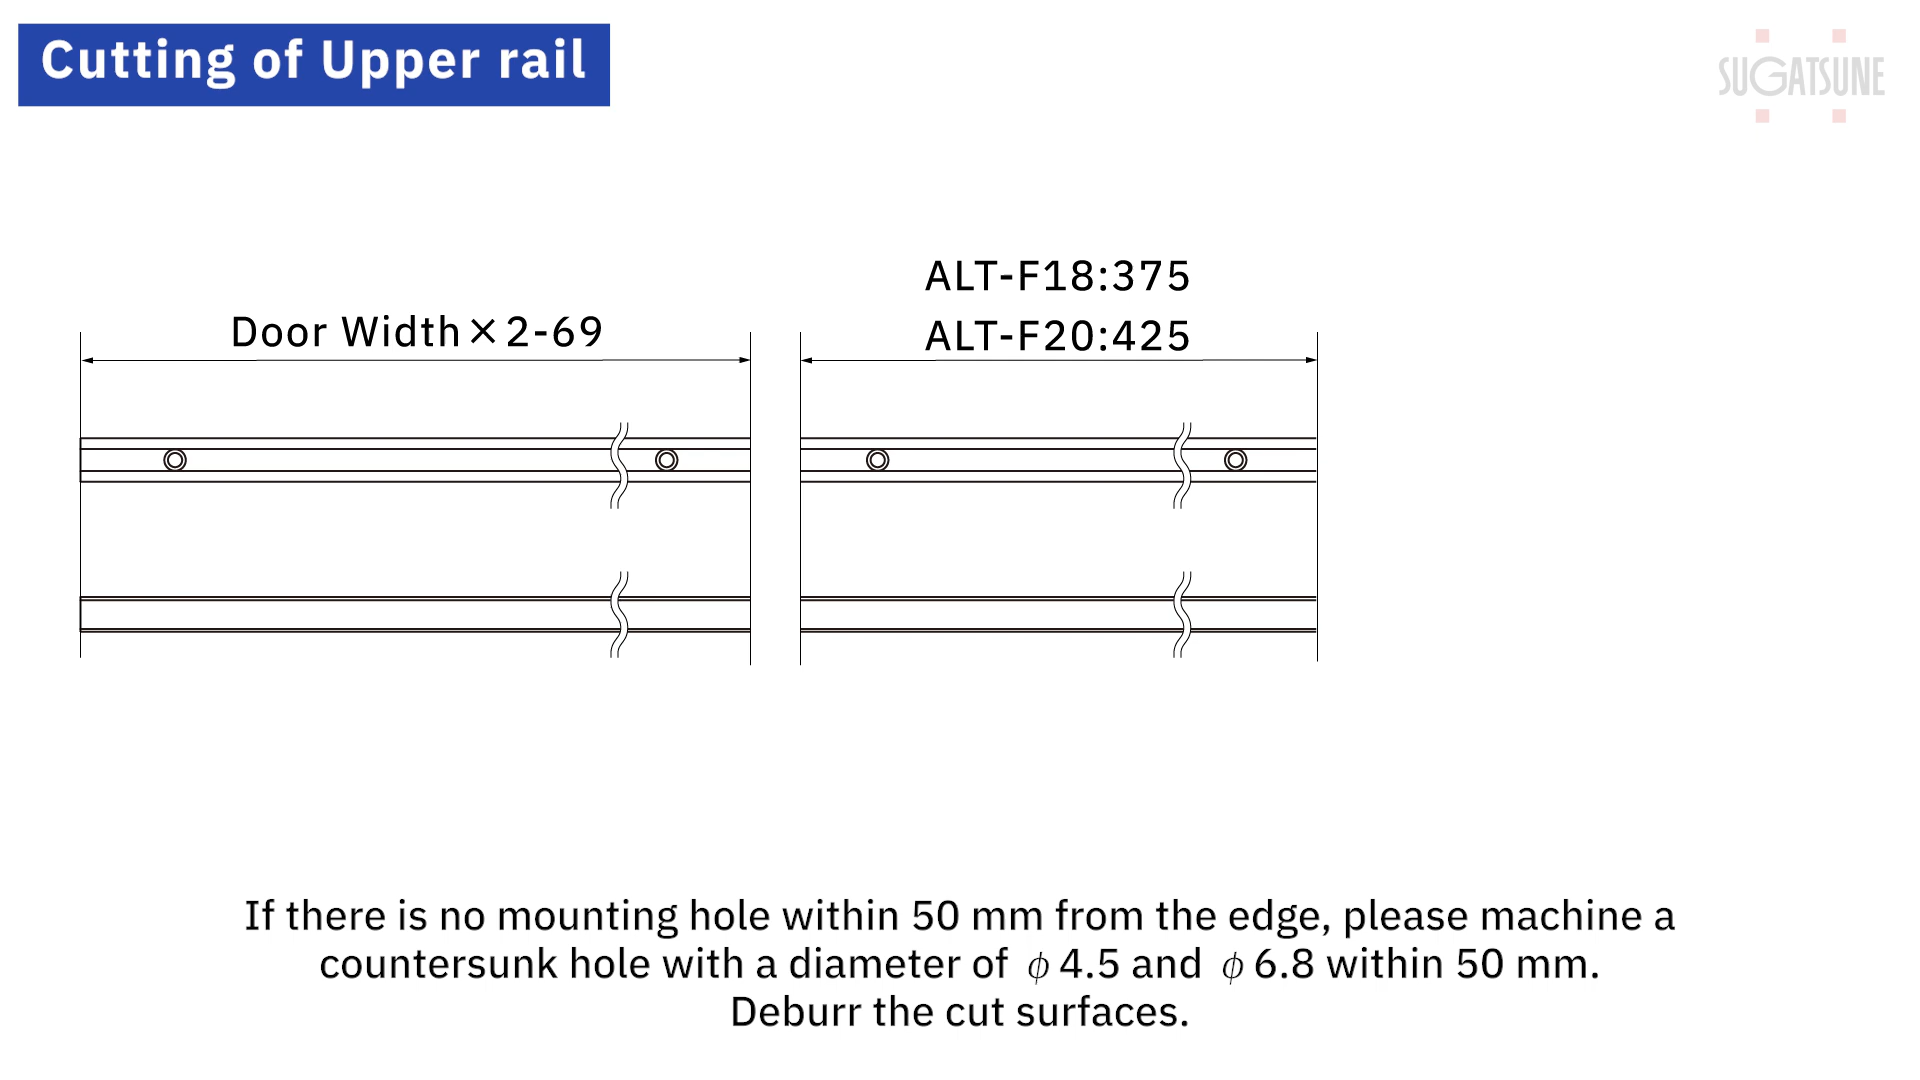 Cutting of Upper rail
SUGATSUNE
ALT-F18:375
Door Width×2-69
ALT-F20:425
If there is no mounting hole within 50 mm from the edge, please machine a
countersunk hole with a diameter of φ4.5 and φ6.8 within 50 mm.
Deburr the cut surfaces.